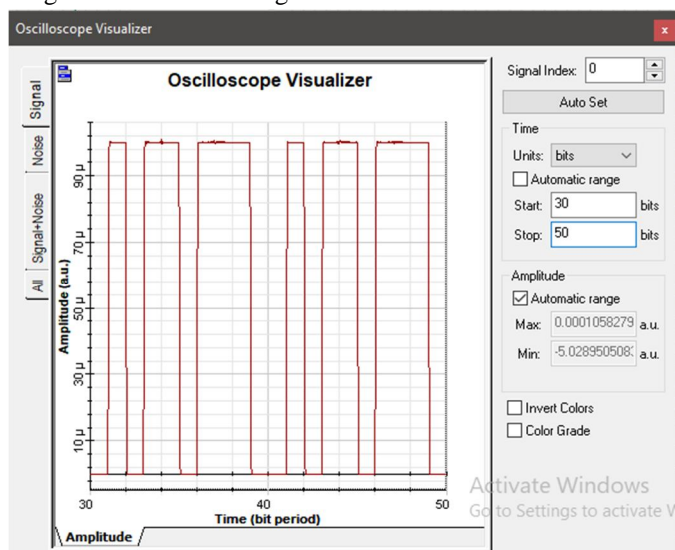 Oscilloscope Visualizer
x
Signal
Noise
Signal+Noise
All
Oscilloscope Visualizer
Amplitude (a.u.)
90 µ
70 µ
50 µ
30 µ
10 µ
30
40
50
Time (bit period)
Amplitude
Signal Index: 0
Auto Set
Time
Units: bits
Automatic range
Start: 30 bits
Stop: 50 bits
Amplitude
Automatic range
Max: 0.0001058279 a.u.
Min: -5.028950508 a.u.
Invert Colors
Color Grade
Activate Windows
Go to Settings to activate W